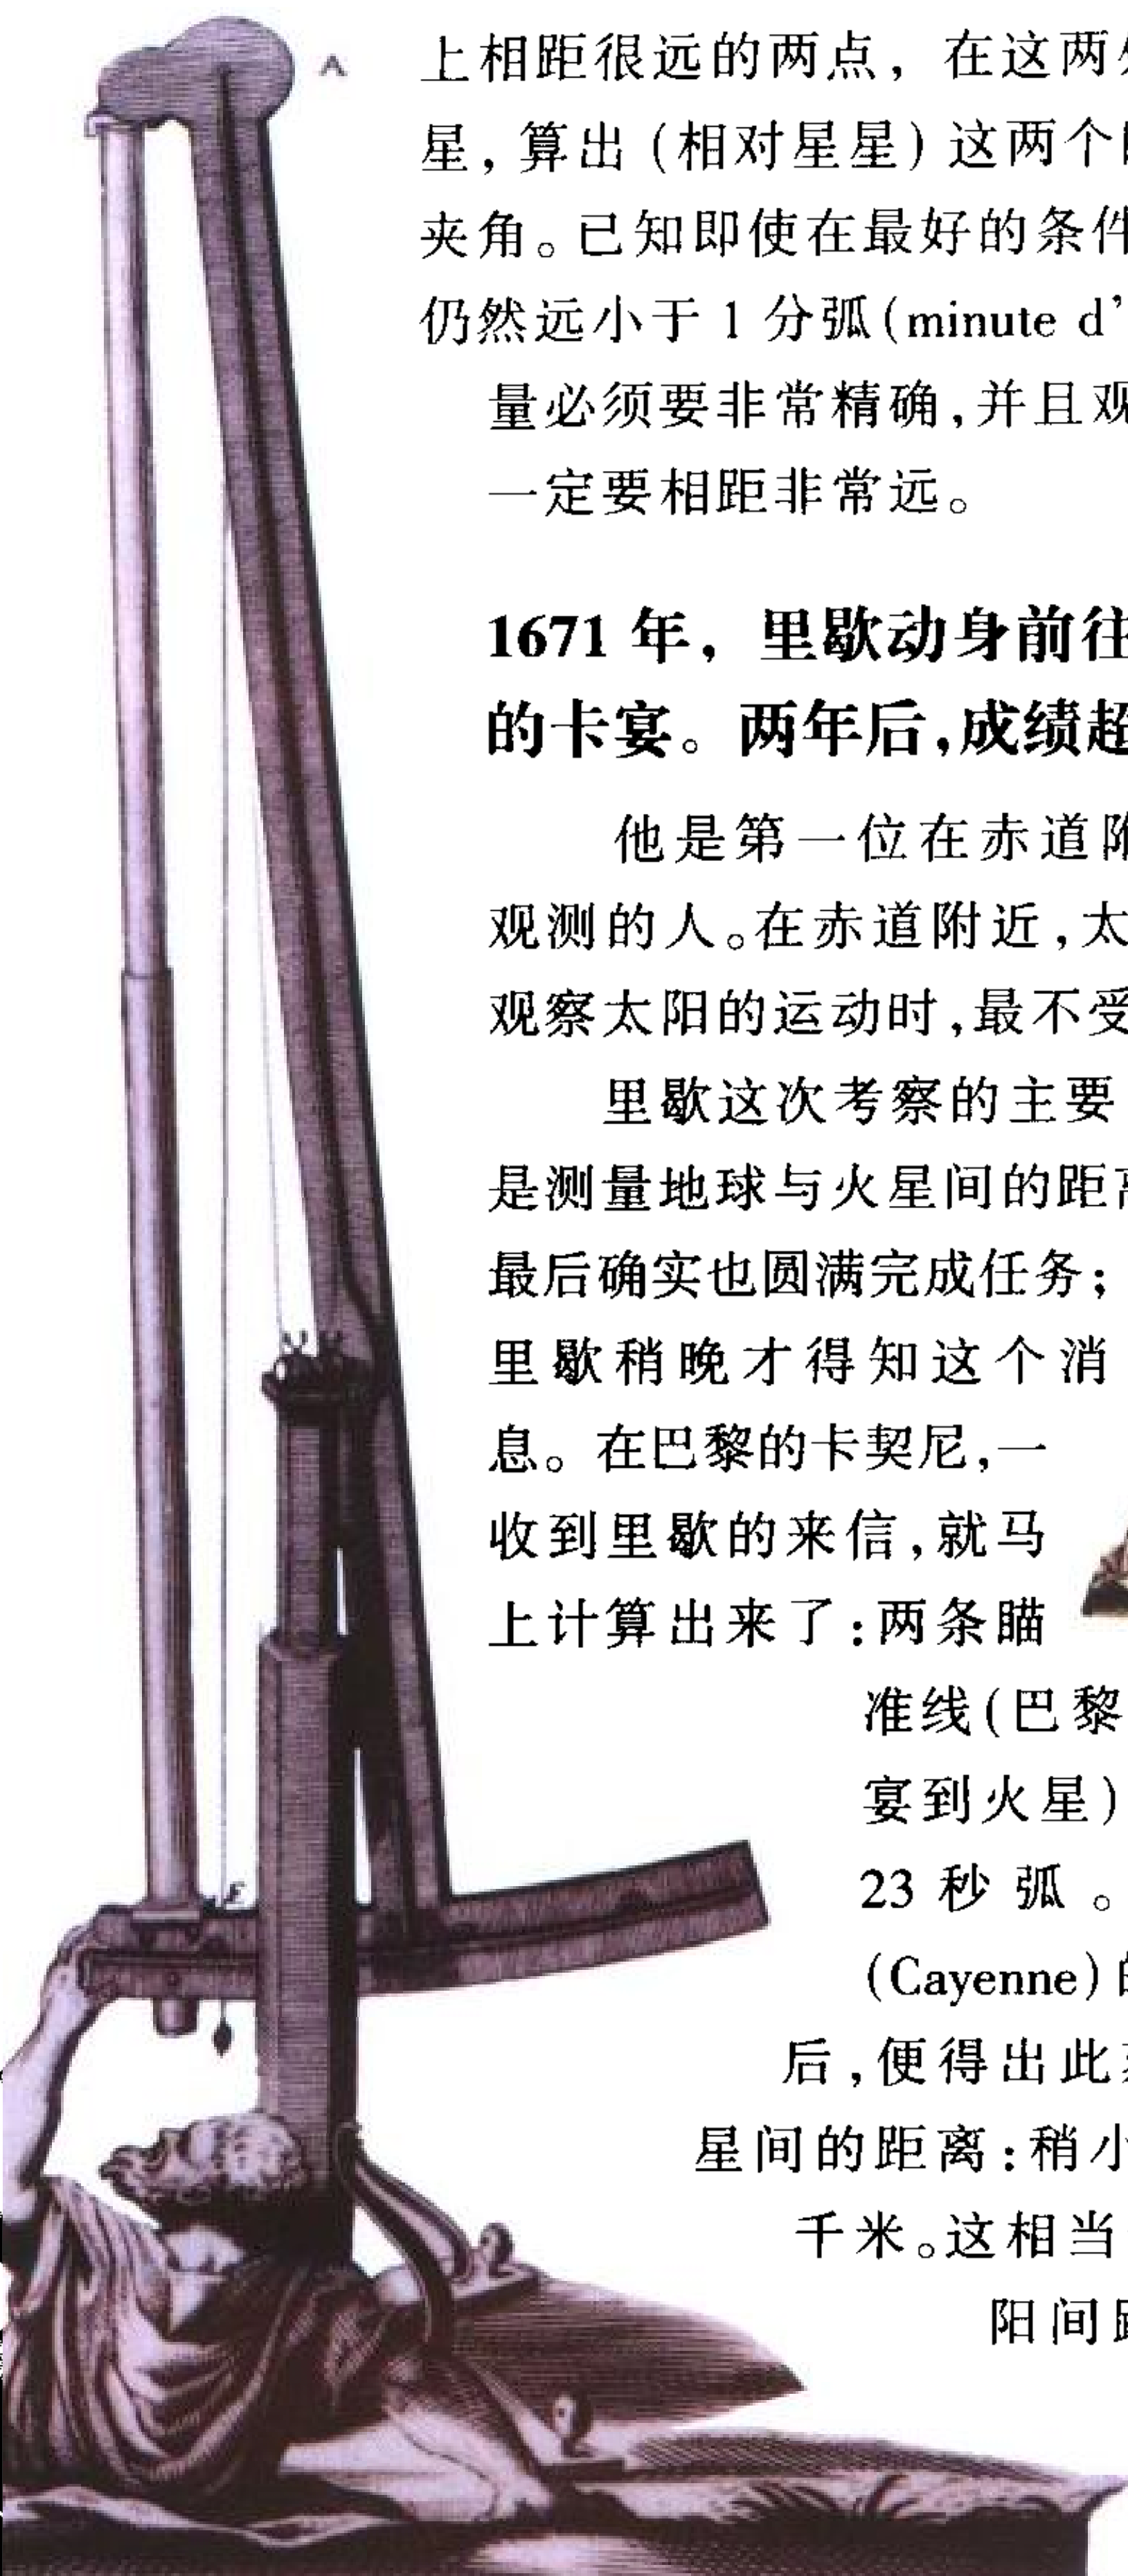 A
上相距很远的两点，在这两
星，算出（相对星星）这两个
夹角。已知即使在最好的条件
仍然远小于 1 分弧(minute d’
量必须要非常精确，并且观
一定要相距非常远。
1671 年，里歇动身前往
的卡宴。两年后，成绩超
他是第一位在赤道附
观测的人。在赤道附近，太
观察太阳的运动时，最不受
里歇这次考察的主要
是测量地球与火星间的距离
最后确实也圆满完成任务；
里歇稍晚才得知这个消
息。在巴黎的卡契尼，一
收到里歇的来信，就马
上计算出来了：两条瞄
准线(巴黎
宴到火星)
23 秒弧。
(Cayenne)的
后，便得出此
星间的距离：稍小
千米。这相当
阳间距